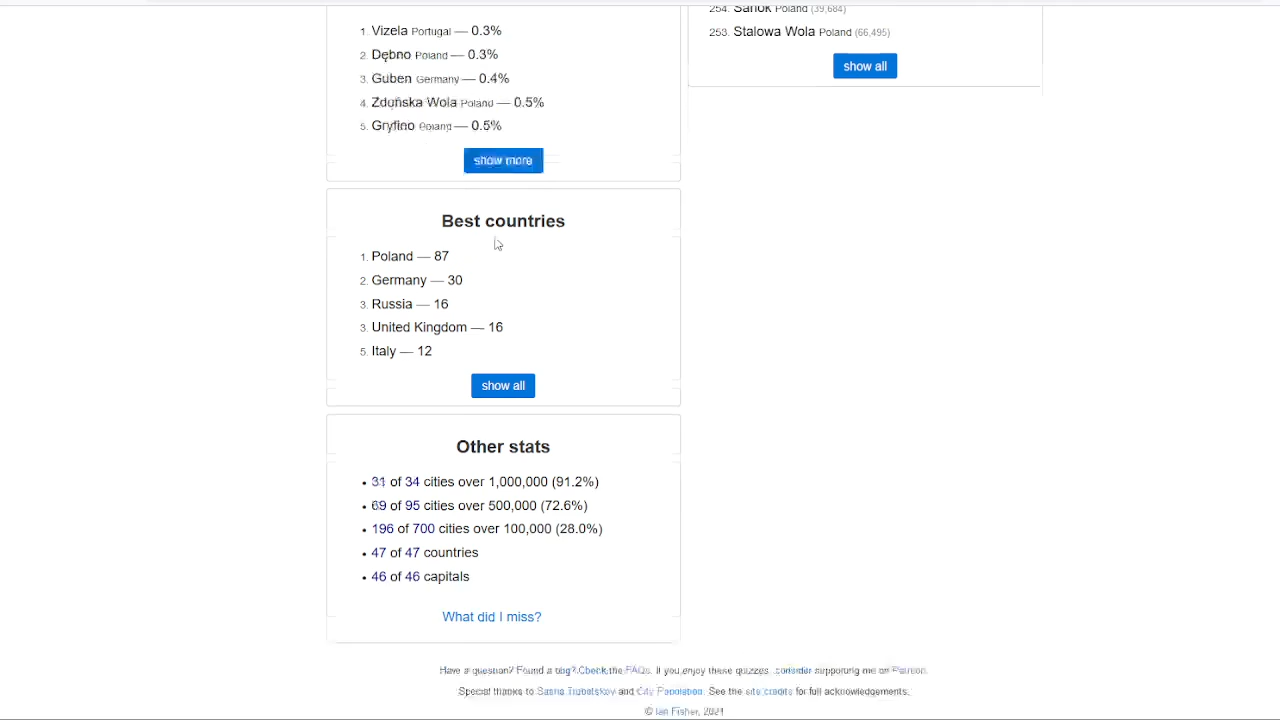 1. Vizela Portugal — 0.3%
2. Dębno Poland — 0.3%
3. Guben Germany — 0.4%
4. Zduńska Wola Poland — 0.5%
5. Gryfino Poland — 0.5%
show more
254. Sanok Poland (39,684)
253. Stalowa Wola Poland (66,495)
show all
Best countries
1. Poland — 87
2. Germany — 30
3. Russia — 16
3. United Kingdom — 16
5. Italy — 12
show all
Other stats
• 31 of 34 cities over 1,000,000 (91.2%)
• 69 of 95 cities over 500,000 (72.6%)
• 196 of 700 cities over 100,000 (28.0%)
• 47 of 47 countries
• 46 of 46 capitals
What did I miss?
Have a question? Found a bug? Check the FAQs. If you enjoy these quizzes, consider supporting me on Patreon.
Special thanks to and City Population. See the site credits for full acknowledgements.
© Ian Fisher, 2021